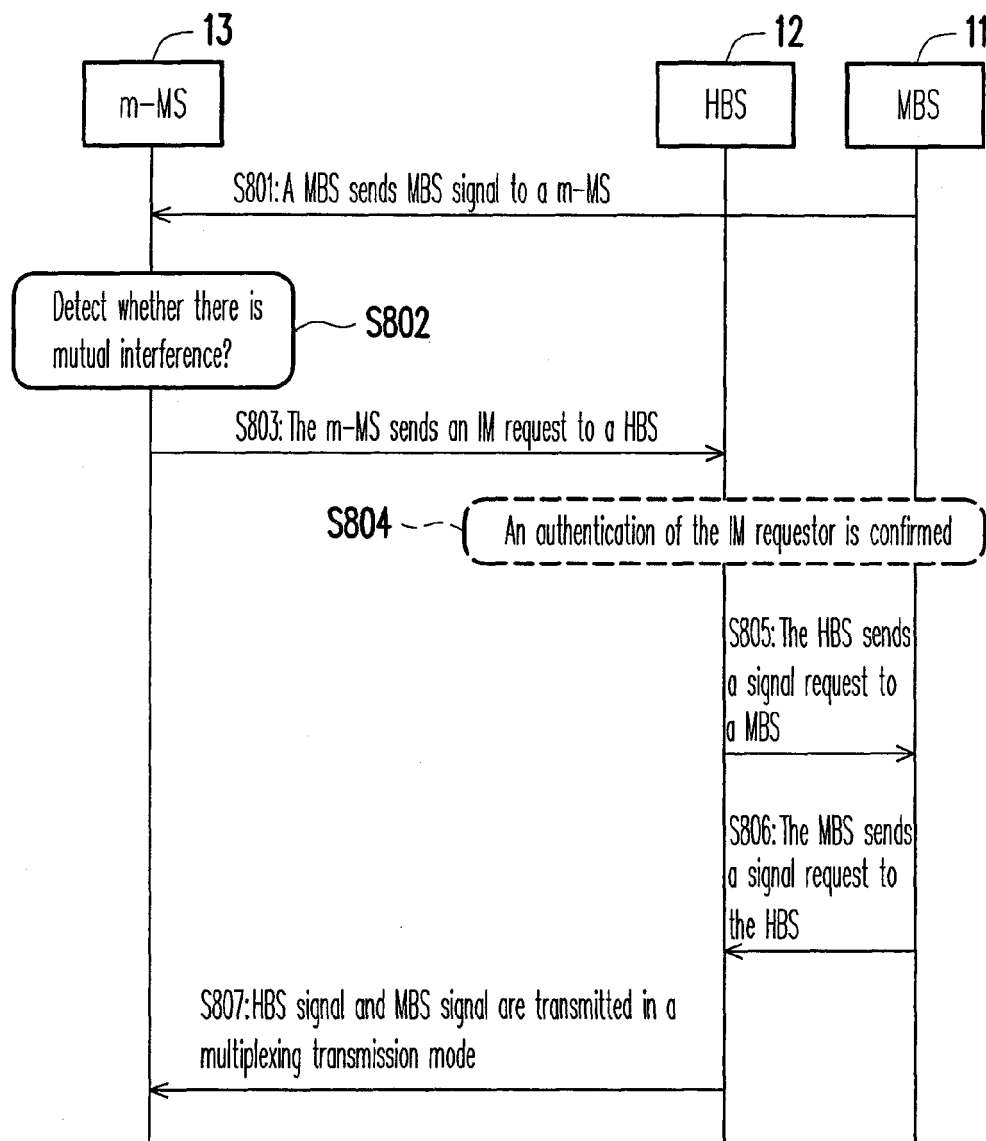 13
12
11
m-MS
HBS
MBS
S801:A MBS sends MBS signal to a m-MS
Detect whether there is
mutual interference?
S802
S803:The m-MS sends an IM request to a HBS
S804
An authentication of the IM requestor is confirmed
S805:The HBS sends
a signal request to
a MBS
S806:The MBS sends
a signal request to
the HBS
S807:HBS signal and MBS signal are transmitted in a
multiplexing transmission mode